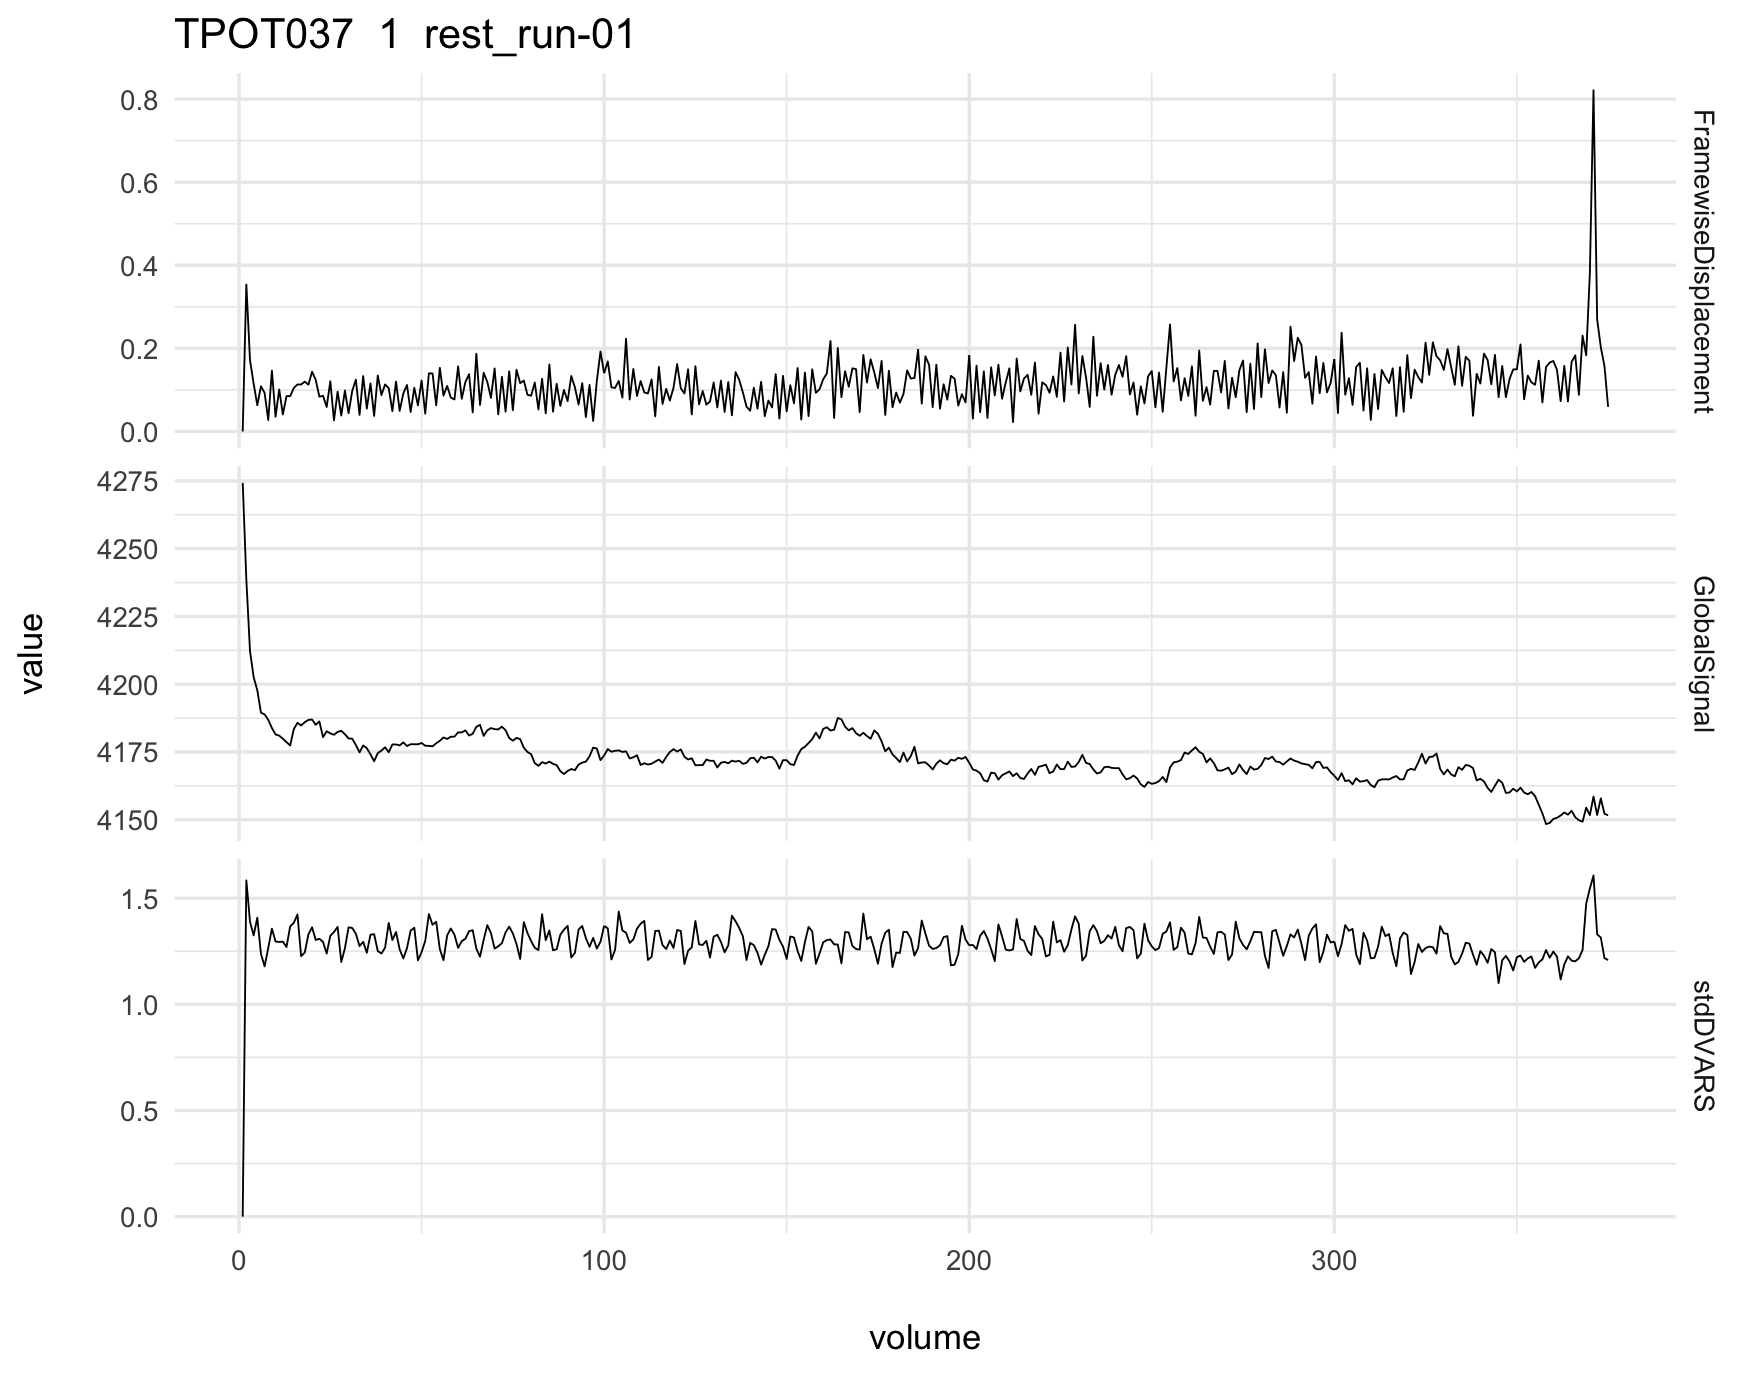 TPOT037  1  rest_run-01
0.8
0.6
0.4
0.2
0.0
FramewiseDisplacement
4275
4250
4225
4200
4175
4150
GlobalSignal
value
1.5
1.0
0.5
0.0
stdDVARS
0 100 200 300
volume